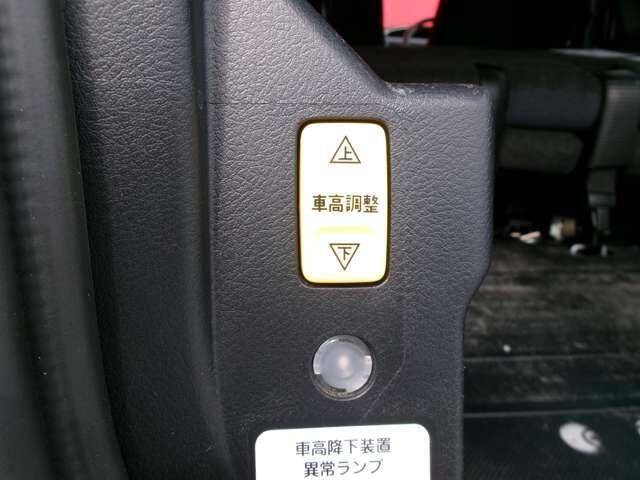 上
車高調整
下
車高降下装置
異常ランプ